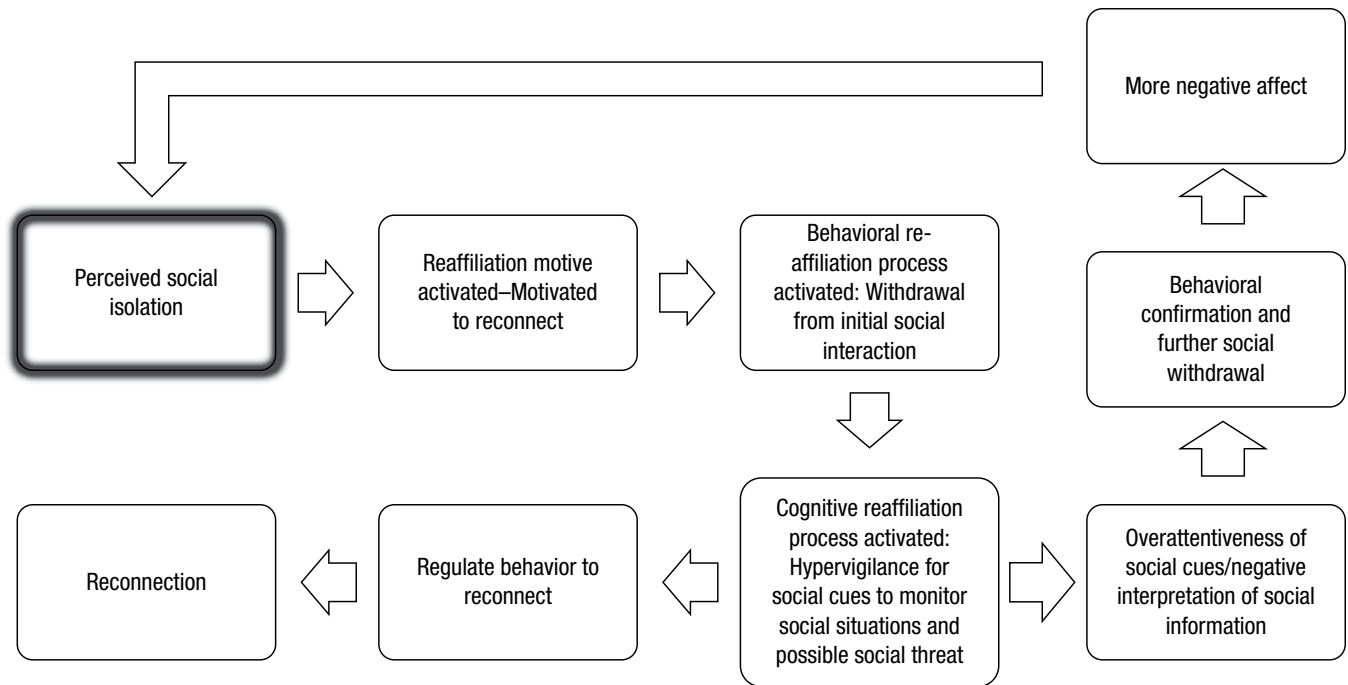 More negative affect
Perceived social
isolation
Reaffiliation motive
activated–Motivated
to reconnect
Behavioral re-
affiliation process
activated: Withdrawal
from initial social
interaction
Behavioral
confirmation and
further social
withdrawal
Reconnection
Regulate behavior to
reconnect
Cognitive reaffiliation
process activated:
Hypervigilance for
social cues to monitor
social situations and
possible social threat
Overattentiveness of
social cues/negative
interpretation of social
information